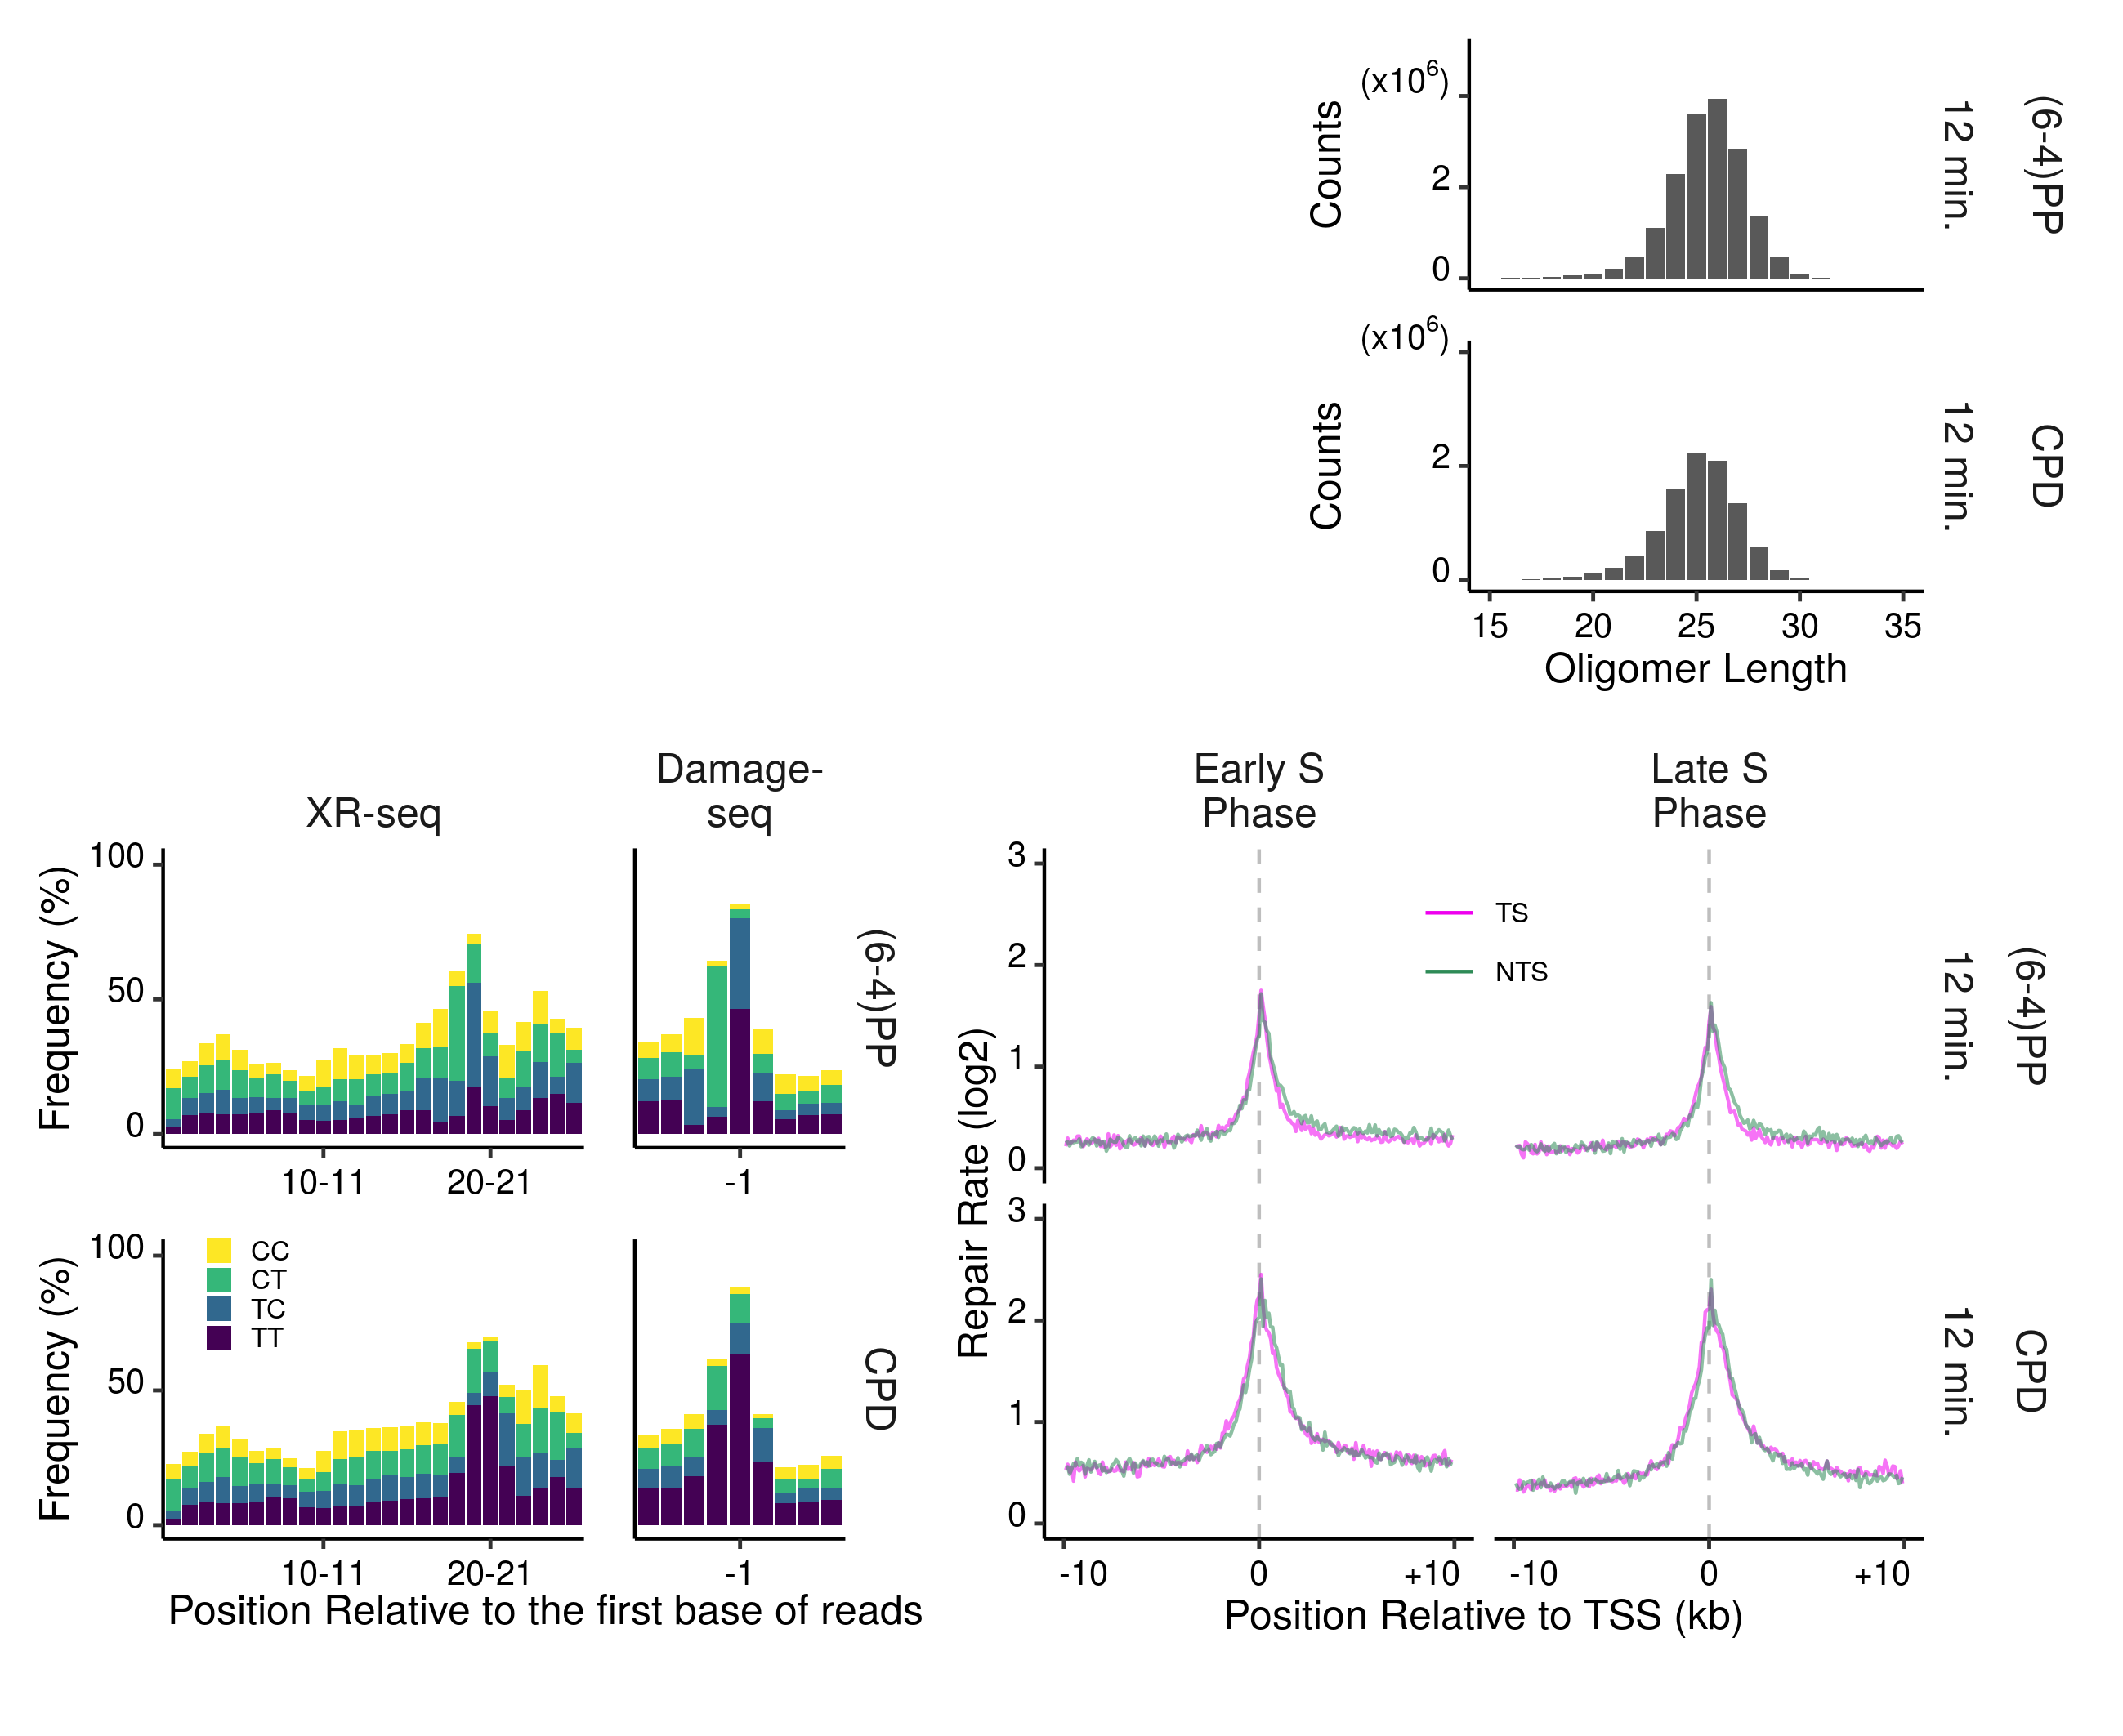 (x10^6)
Counts
2
0
12 min.
(6-4)PP
(x10^6)
Counts
2
0
12 min.
CPD
15 20 25 30 35
Oligomer Length
XR-seq
Damage-
seq
100
50
0
Frequency (%)
(6-4)PP
10-11 20-21 -1
100
50
0
Frequency (%)
CC
CT
TC
TT
CPD
10-11 20-21 -1
Position Relative to the first base of reads
Early S
Phase
Late S
Phase
3
2
1
0
TS
NTS
12 min.
(6-4)PP
Repair Rate (log2)
3
2
1
0
12 min.
CPD
-10 0 +10 -10 0 +10
Position Relative to TSS (kb)